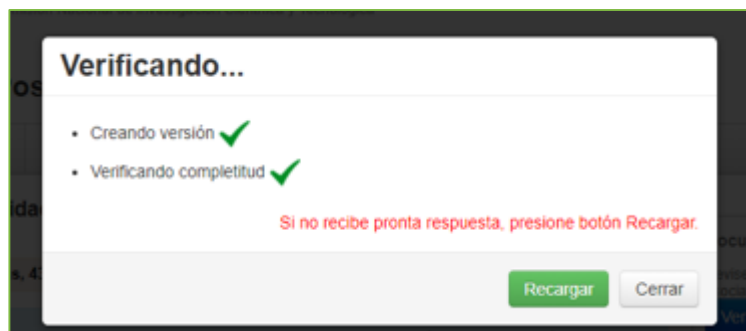 Verificando...
Creando versión
Verificando completitud
Si no recibe pronta respuesta, presione botón Recargar.
Recargar
Cerrar